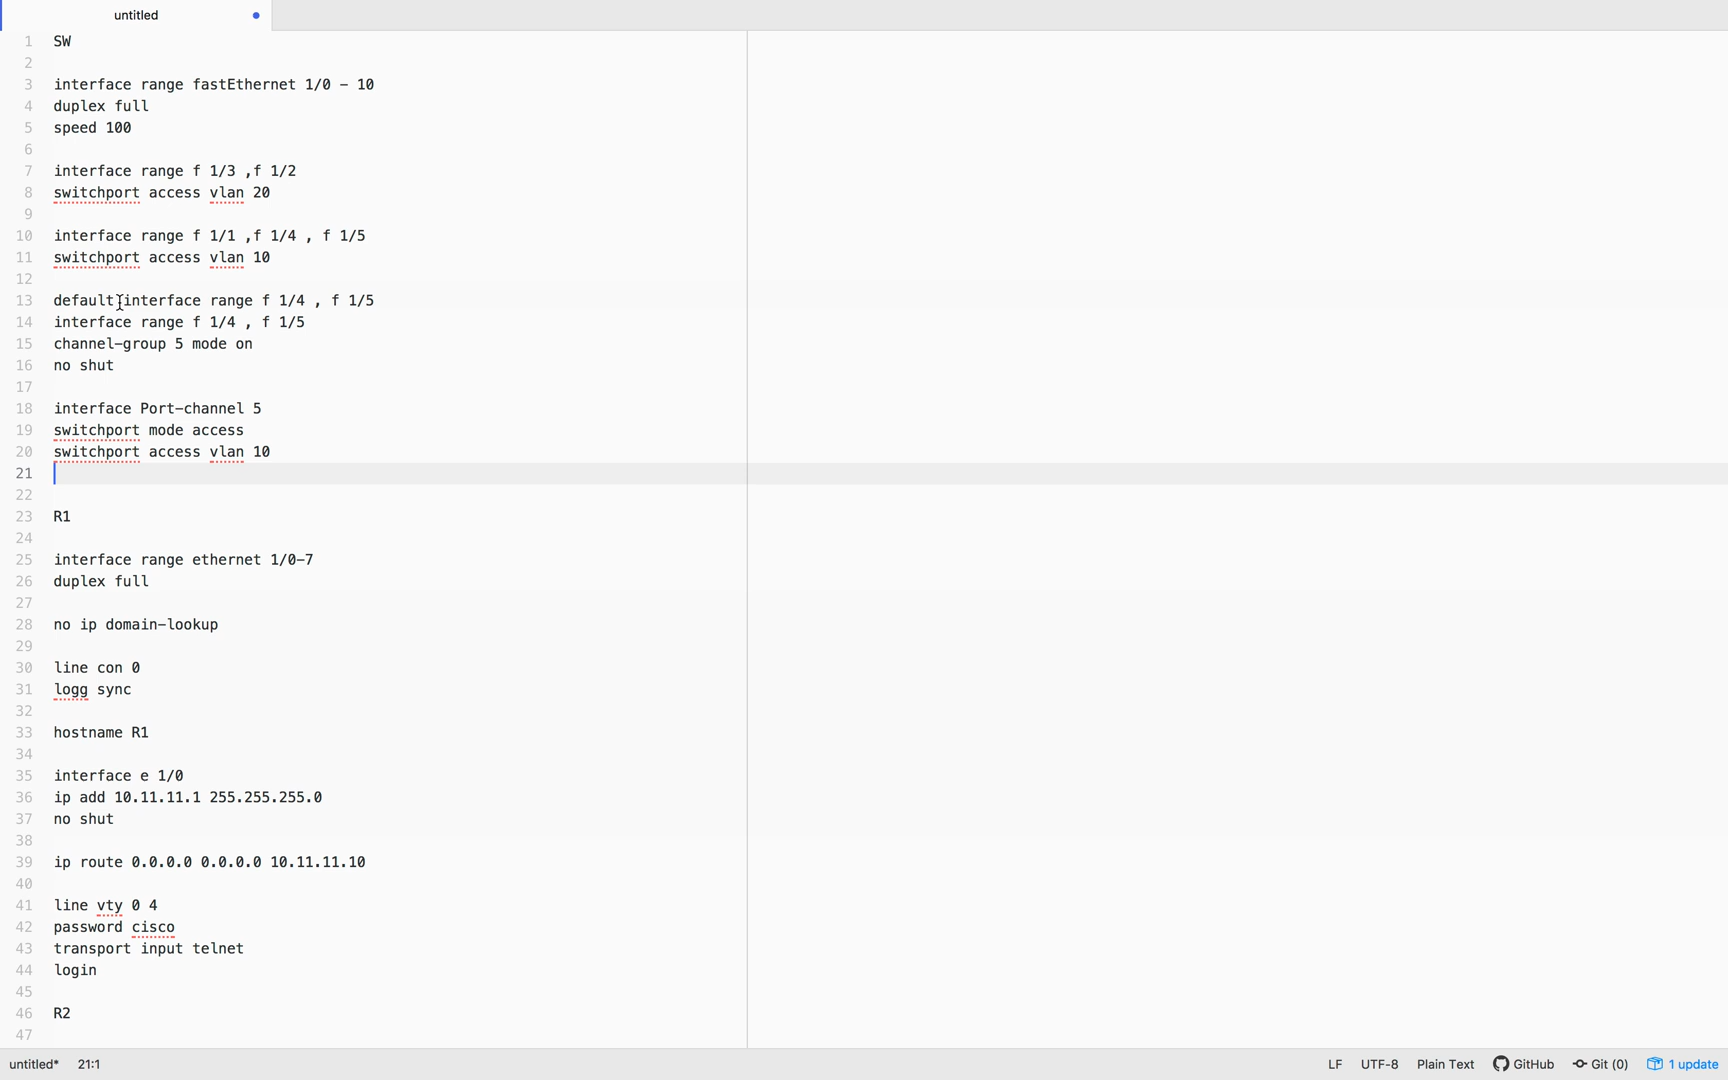 untitled
1 SW
2
3 interface range fastEthernet 1/0 - 10
4 duplex full
5 speed 100
6
7 interface range f 1/3 ,f 1/2
8 switchport access vlan 20
9
10 interface range f 1/1 ,f 1/4 , f 1/5
11 switchport access vlan 10
12
13 default interface range f 1/4 , f 1/5
14 interface range f 1/4 , f 1/5
15 channel-group 5 mode on
16 no shut
17
18 interface Port-channel 5
19 switchport mode access
20 switchport access vlan 10
21
22
23 R1
24
25 interface range ethernet 1/0-7
26 duplex full
27
28 no ip domain-lookup
29
30 line con 0
31 logg sync
32
33 hostname R1
34
35 interface e 1/0
36 ip add 10.11.11.1 255.255.255.0
37 no shut
38
39 ip route 0.0.0.0 0.0.0.0 10.11.11.10
40
41 line vty 0 4
42 password cisco
43 transport input telnet
44 login
45
46 R2
47
untitled* 21:1 LF UTF-8 Plain Text GitHub Git (0) 1 update